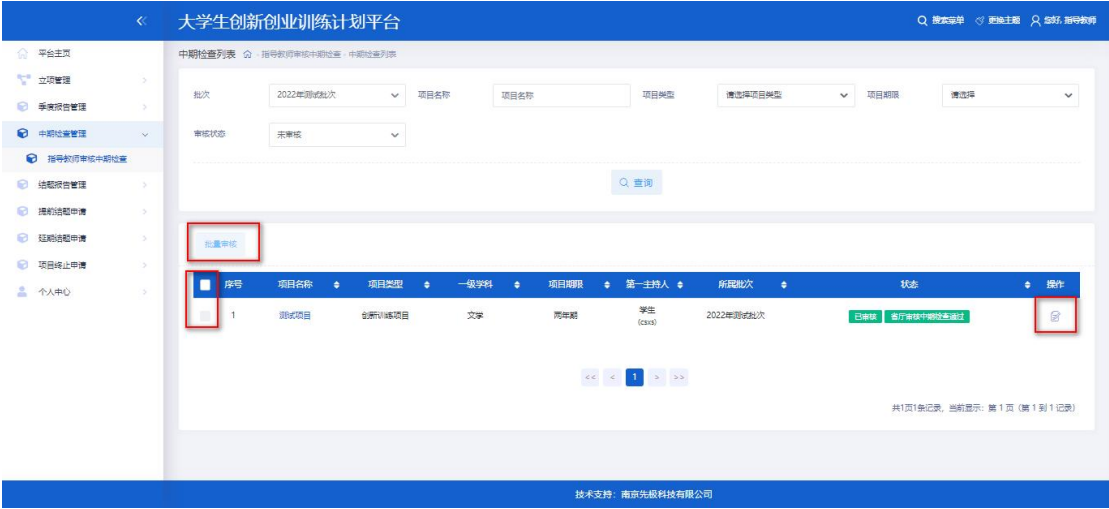 大学生创新创业训练计划平台
搜索菜单 更换主题 您好, 指导教师
平台主页
立项管理
季度报告管理
中期检查管理
指导教师审核中期检查
结题报告管理
提前结题申请
延期结题申请
项目终止申请
个人中心
中期检查列表 - 指导教师审核中期检查 - 中期检查列表
批次 2022年测试批次 项目名称 项目名称 项目类型 请选择项目类型 项目期限 请选择
审核状态 未审核
查询
批量审核
序号 项目名称 项目类型 一级学科 项目期限 第一主持人 所属批次 状态 操作
1 测试项目 创新训练项目 文学 两年期 学生 2022年测试批次 已审核 省厅审核中期检查通过
(csxs)
<< < 1 > >>
共1页1条记录, 当前显示: 第 1 页 (第 1 到 1 记录)
技术支持: 南京先极科技有限公司